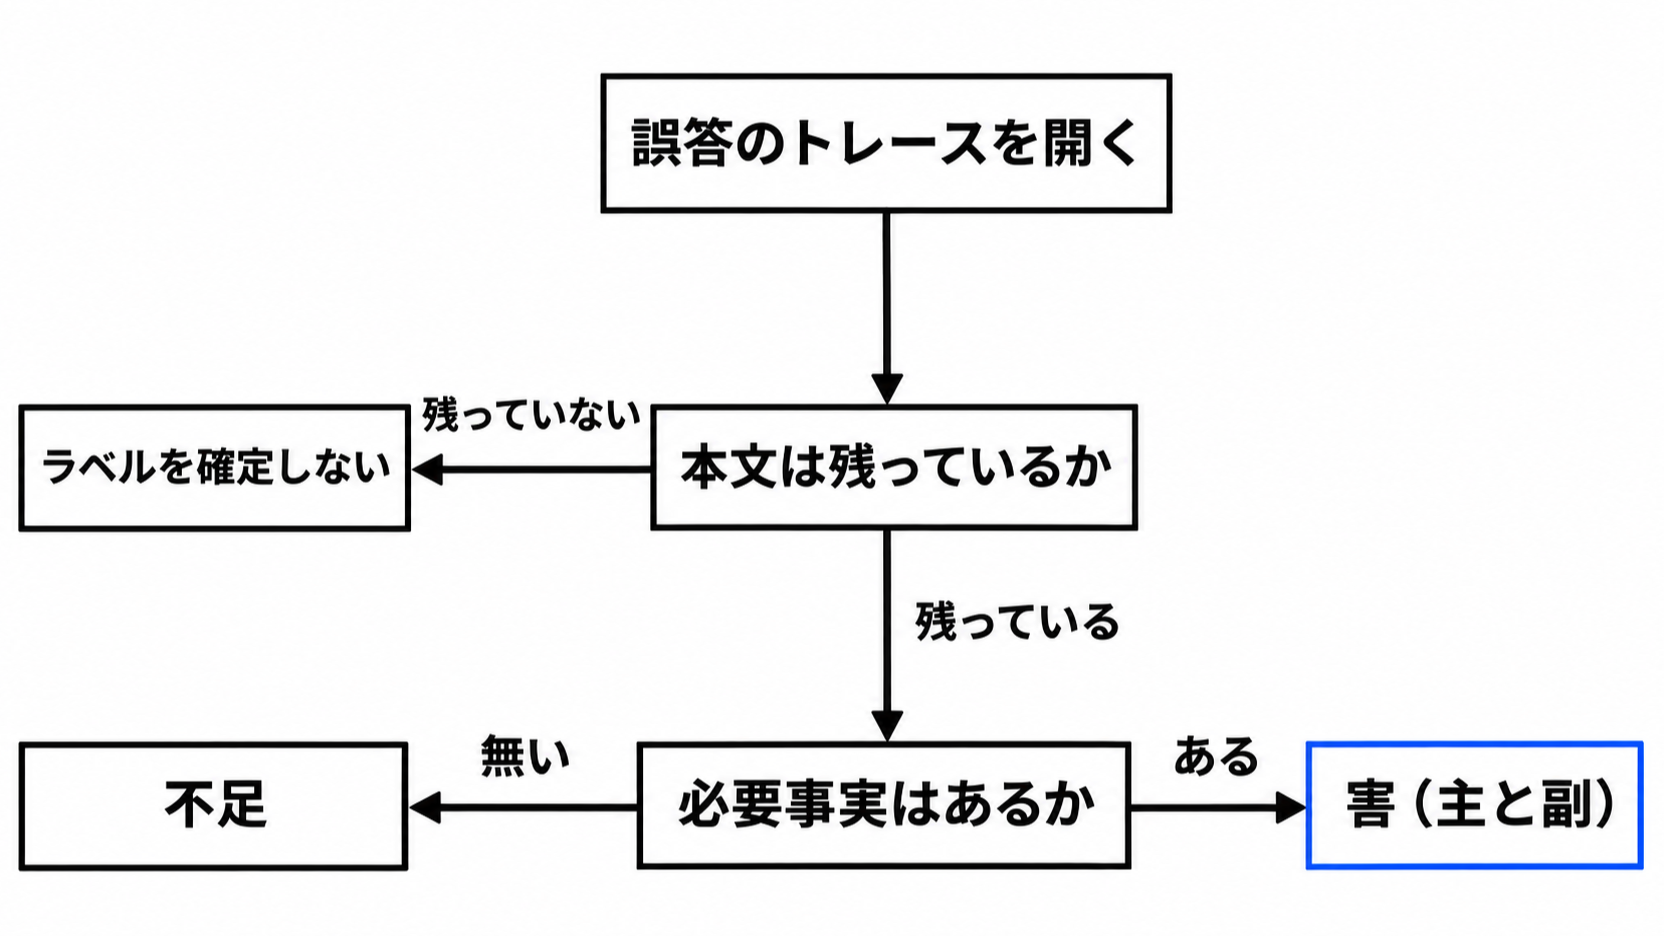 誤答のトレースを開く
残っていない
ラベルを確定しない
本文は残っているか
残っている
無い
ある
不足
必要事実はあるか
害（主と副）